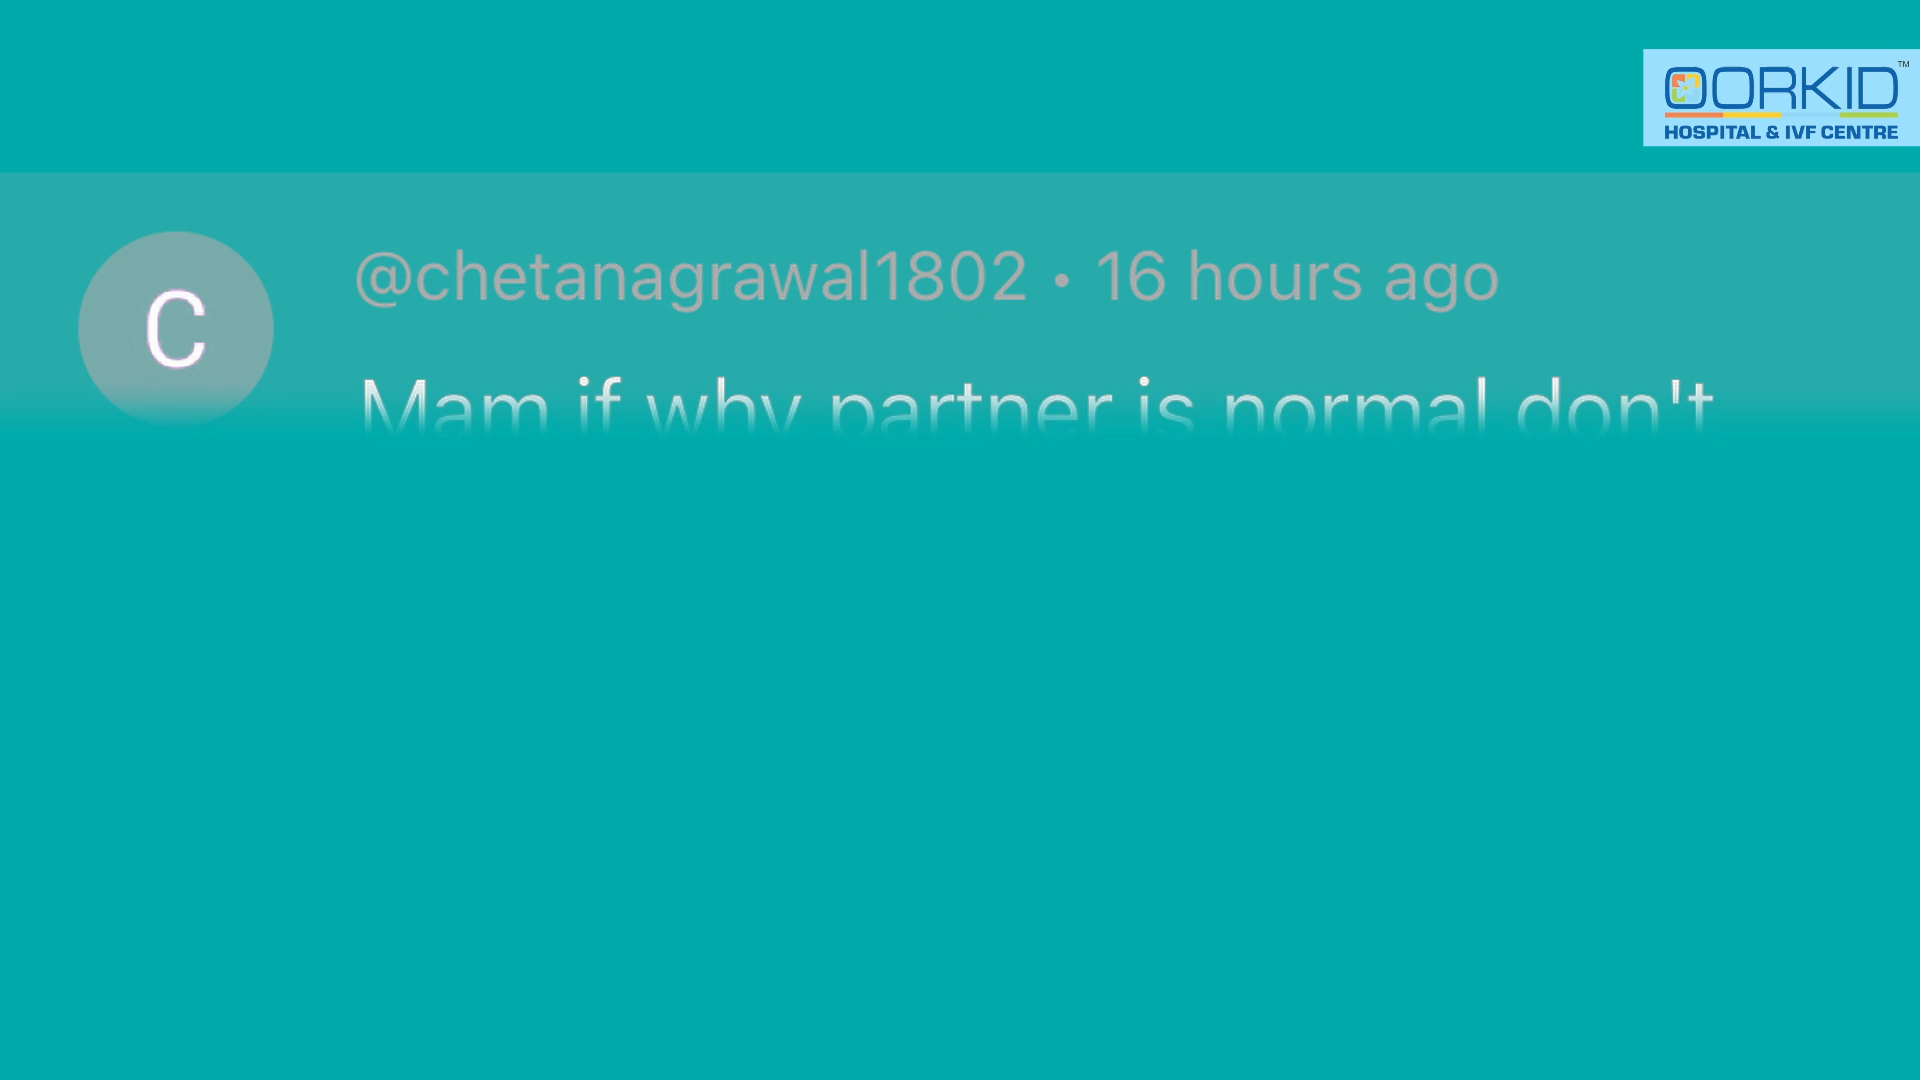 OORKID™
HOSPITAL & IVF CENTRE
C
@chetanagrawal1802 • 16 hours ago
Mam if why partner is normal don't